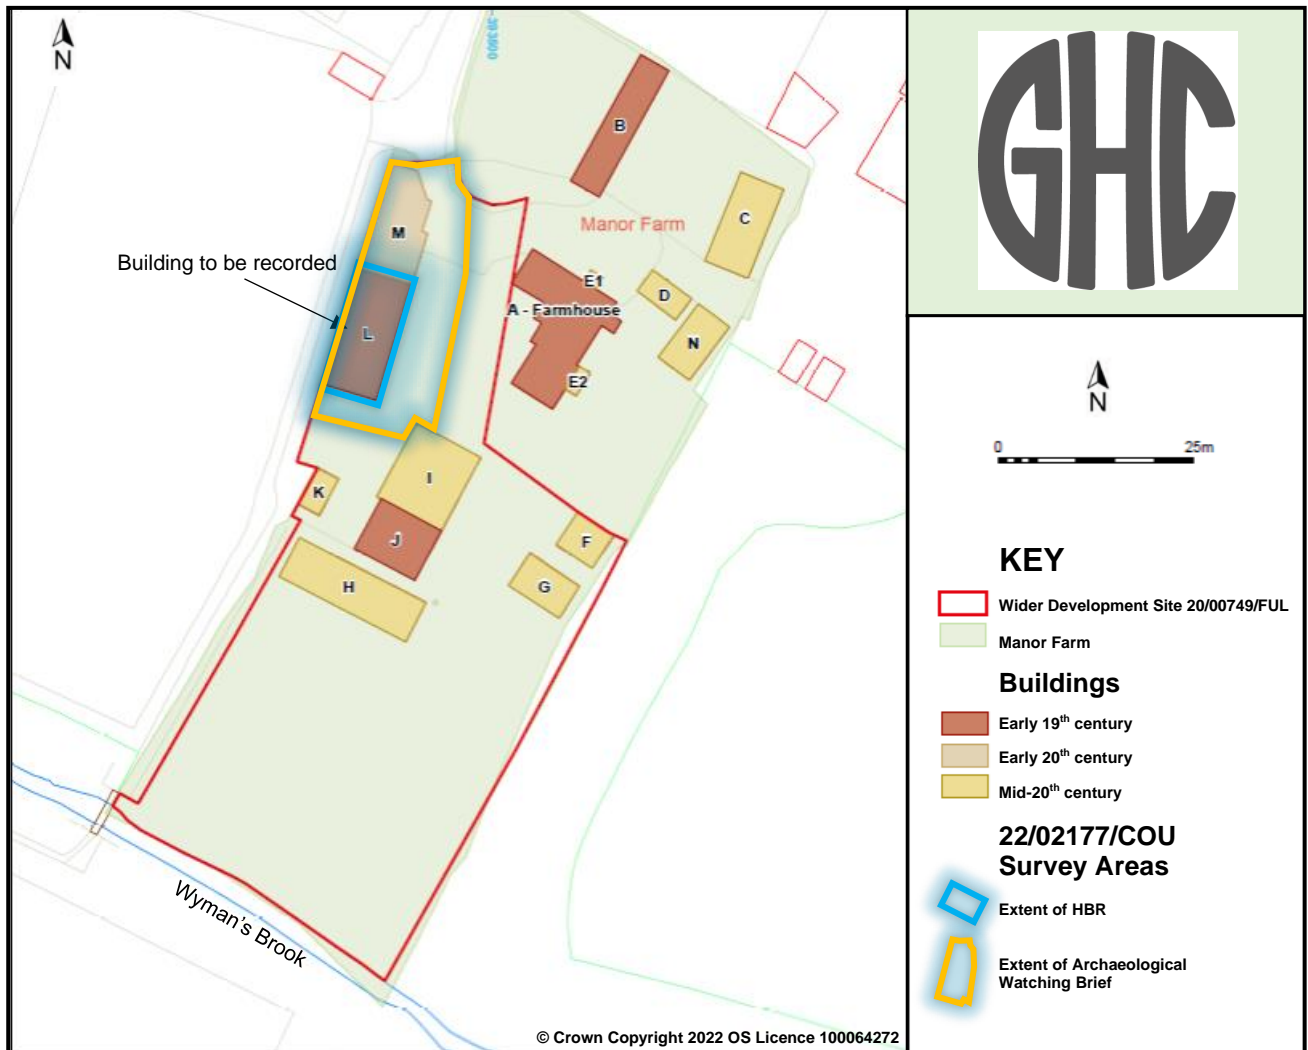 N
-393800
B
C
Manor Farm
M
Building to be recorded
E1
D
A - Farmhouse
N
L
E2
I
K
J
F
G
H
Wyman's Brook
© Crown Copyright 2022 OS Licence 100064272
GHC
N
0 25m
KEY
Wider Development Site 20/00749/FUL
Manor Farm
Buildings
Early 19th century
Early 20th century
Mid-20th century
22/02177/COU
Survey Areas
Extent of HBR
Extent of Archaeological
Watching Brief